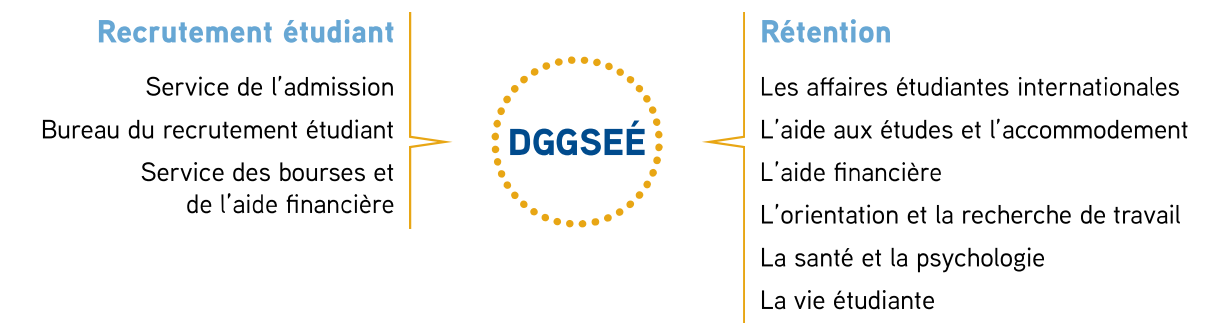 Recrutement étudiant
Service de l’admission
Bureau du recrutement étudiant
Service des bourses et
de l’aide financière
DGGSEÉ
Rétention
Les affaires étudiantes internationales
L’aide aux études et l’accommodement
L’aide financière
L’orientation et la recherche de travail
La santé et la psychologie
La vie étudiante